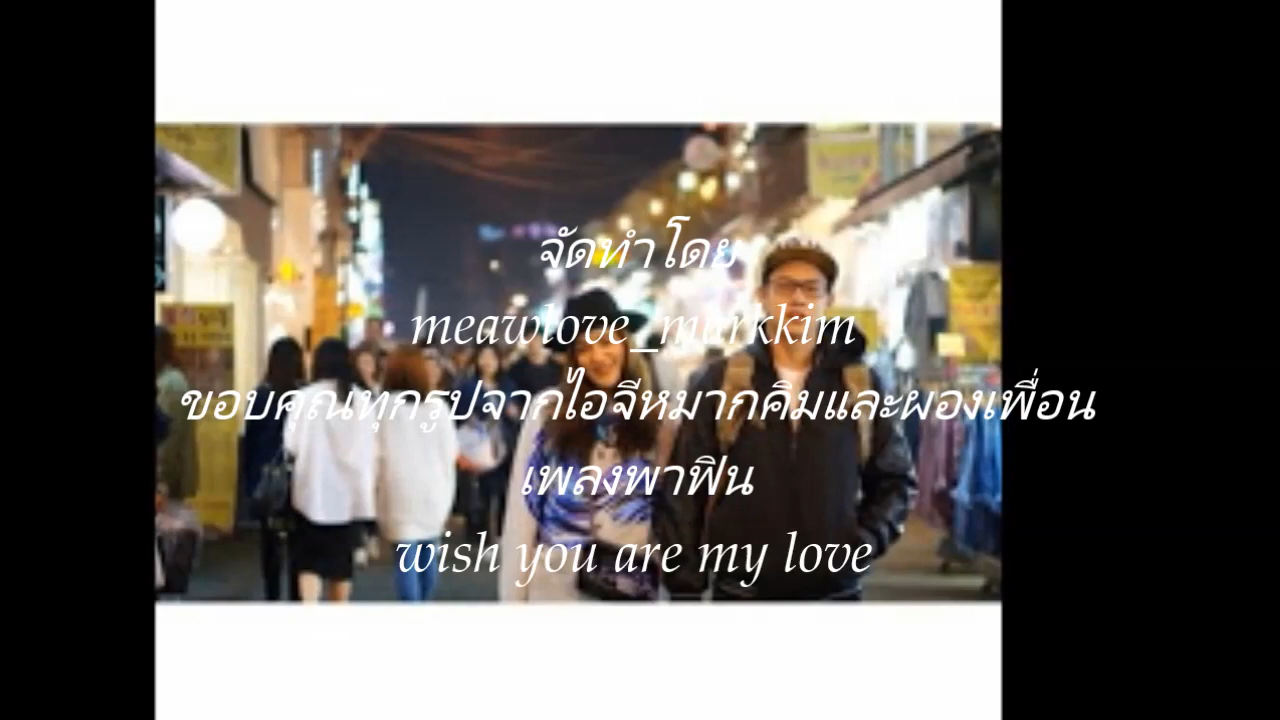 จัดทำโดย
meawlove_markkim
ขอบคุณทุกรูปจากไอจีหมากคิมและผองเพื่อน
เพลงพาฟิน
wish you are my love